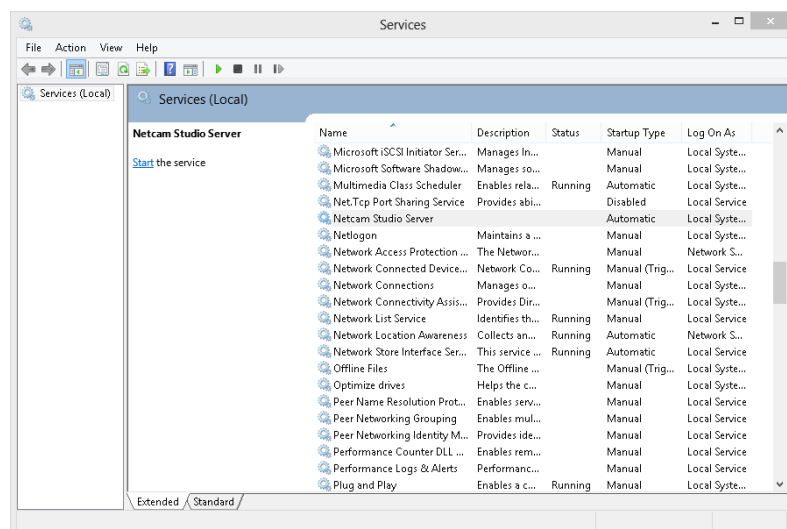 Services
File Action View Help
Services (Local)
Services (Local)
Netcam Studio Server
Start the service
Name Description Status Startup Type Log On As
Microsoft iSCSI Initiator Ser... Manages In... Manual Local Syste...
Microsoft Software Shadow... Manages so... Manual Local Syste...
Multimedia Class Scheduler Enables rela... Running Automatic Local Syste...
Net.Tcp Port Sharing Service Provides abi... Disabled Local Service
Netcam Studio Server Automatic Local Syste...
Netlogon Maintains a ... Manual Local Syste...
Network Access Protection ... The Networ... Manual Network S...
Network Connected Device... Network Co... Running Manual (Trig... Local Service
Network Connections Manages o... Manual Local Syste...
Network Connectivity Assis... Provides Dir... Manual (Trig... Local Syste...
Network List Service Identifies th... Running Manual Local Service
Network Location Awareness Collects an... Running Automatic Network S...
Network Store Interface Ser... This service ... Running Automatic Local Service
Offline Files The Offline ... Manual (Trig... Local Syste...
Optimize drives Helps the c... Manual Local Syste...
Peer Name Resolution Prot... Enables serv... Manual Local Service
Peer Networking Grouping Enables mul... Manual Local Service
Peer Networking Identity M... Provides ide... Manual Local Service
Performance Counter DLL ... Enables rem... Manual Local Service
Performance Logs & Alerts Performanc... Manual Local Service
Plug and Play Enables a c... Running Manual Local Syste...
Extended Standard